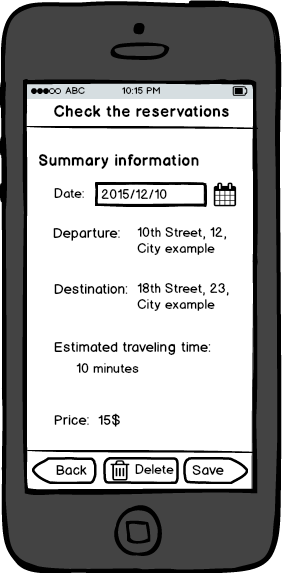 ABC 10:15 PM
Check the reservations
Summary information
Date: 2015/12/10
Departure: 10th Street, 12,
City example
Destination: 18th Street, 23,
City example
Estimated traveling time:
10 minutes
Price: 15$
Back Delete Save